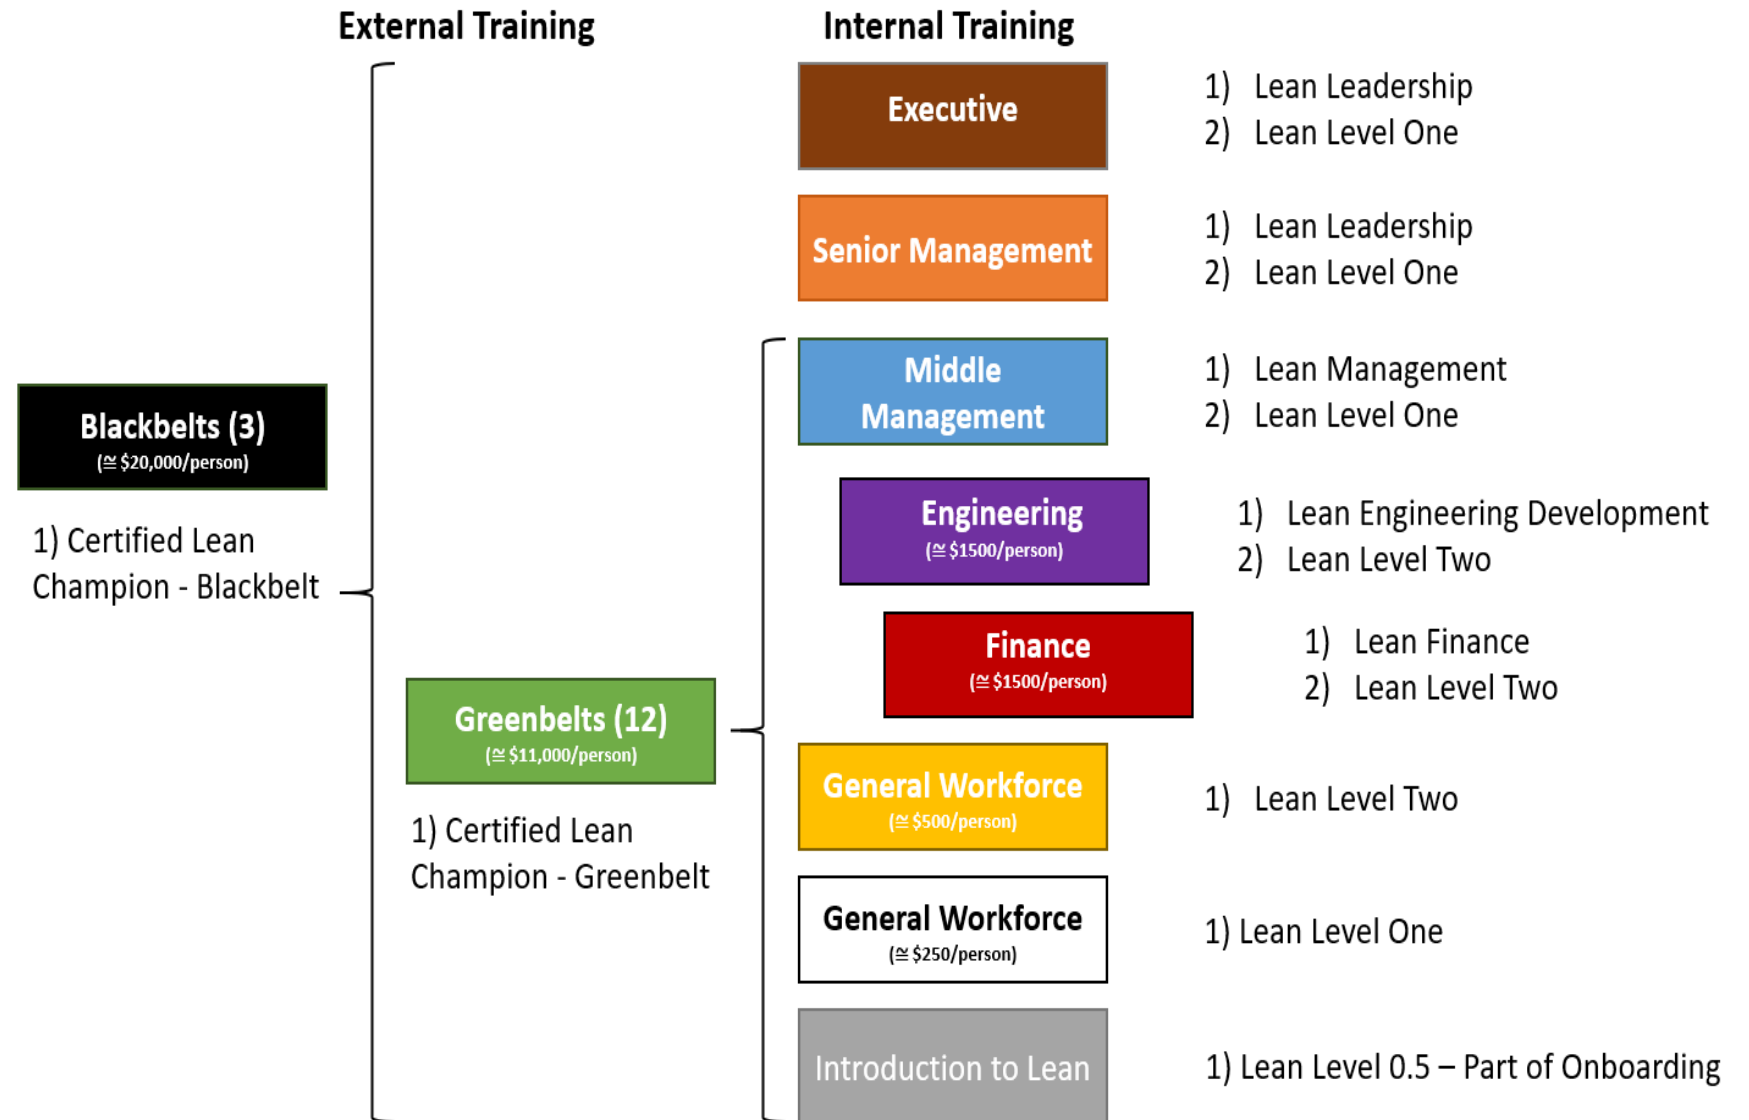 External Training
Internal Training
Executive
1) Lean Leadership
2) Lean Level One
Senior Management
1) Lean Leadership
2) Lean Level One
Middle
Management
1) Lean Management
2) Lean Level One
Blackbelts (3)
(≅ $20,000/person)
1) Certified Lean
Champion - Blackbelt
Engineering
(≅ $1500/person)
1) Lean Engineering Development
2) Lean Level Two
Finance
(≅ $1500/person)
1) Lean Finance
2) Lean Level Two
Greenbelts (12)
(≅ $11,000/person)
1) Certified Lean
Champion - Greenbelt
General Workforce
(≅ $500/person)
1) Lean Level Two
General Workforce
(≅ $250/person)
1) Lean Level One
Introduction to Lean
1) Lean Level 0.5 – Part of Onboarding